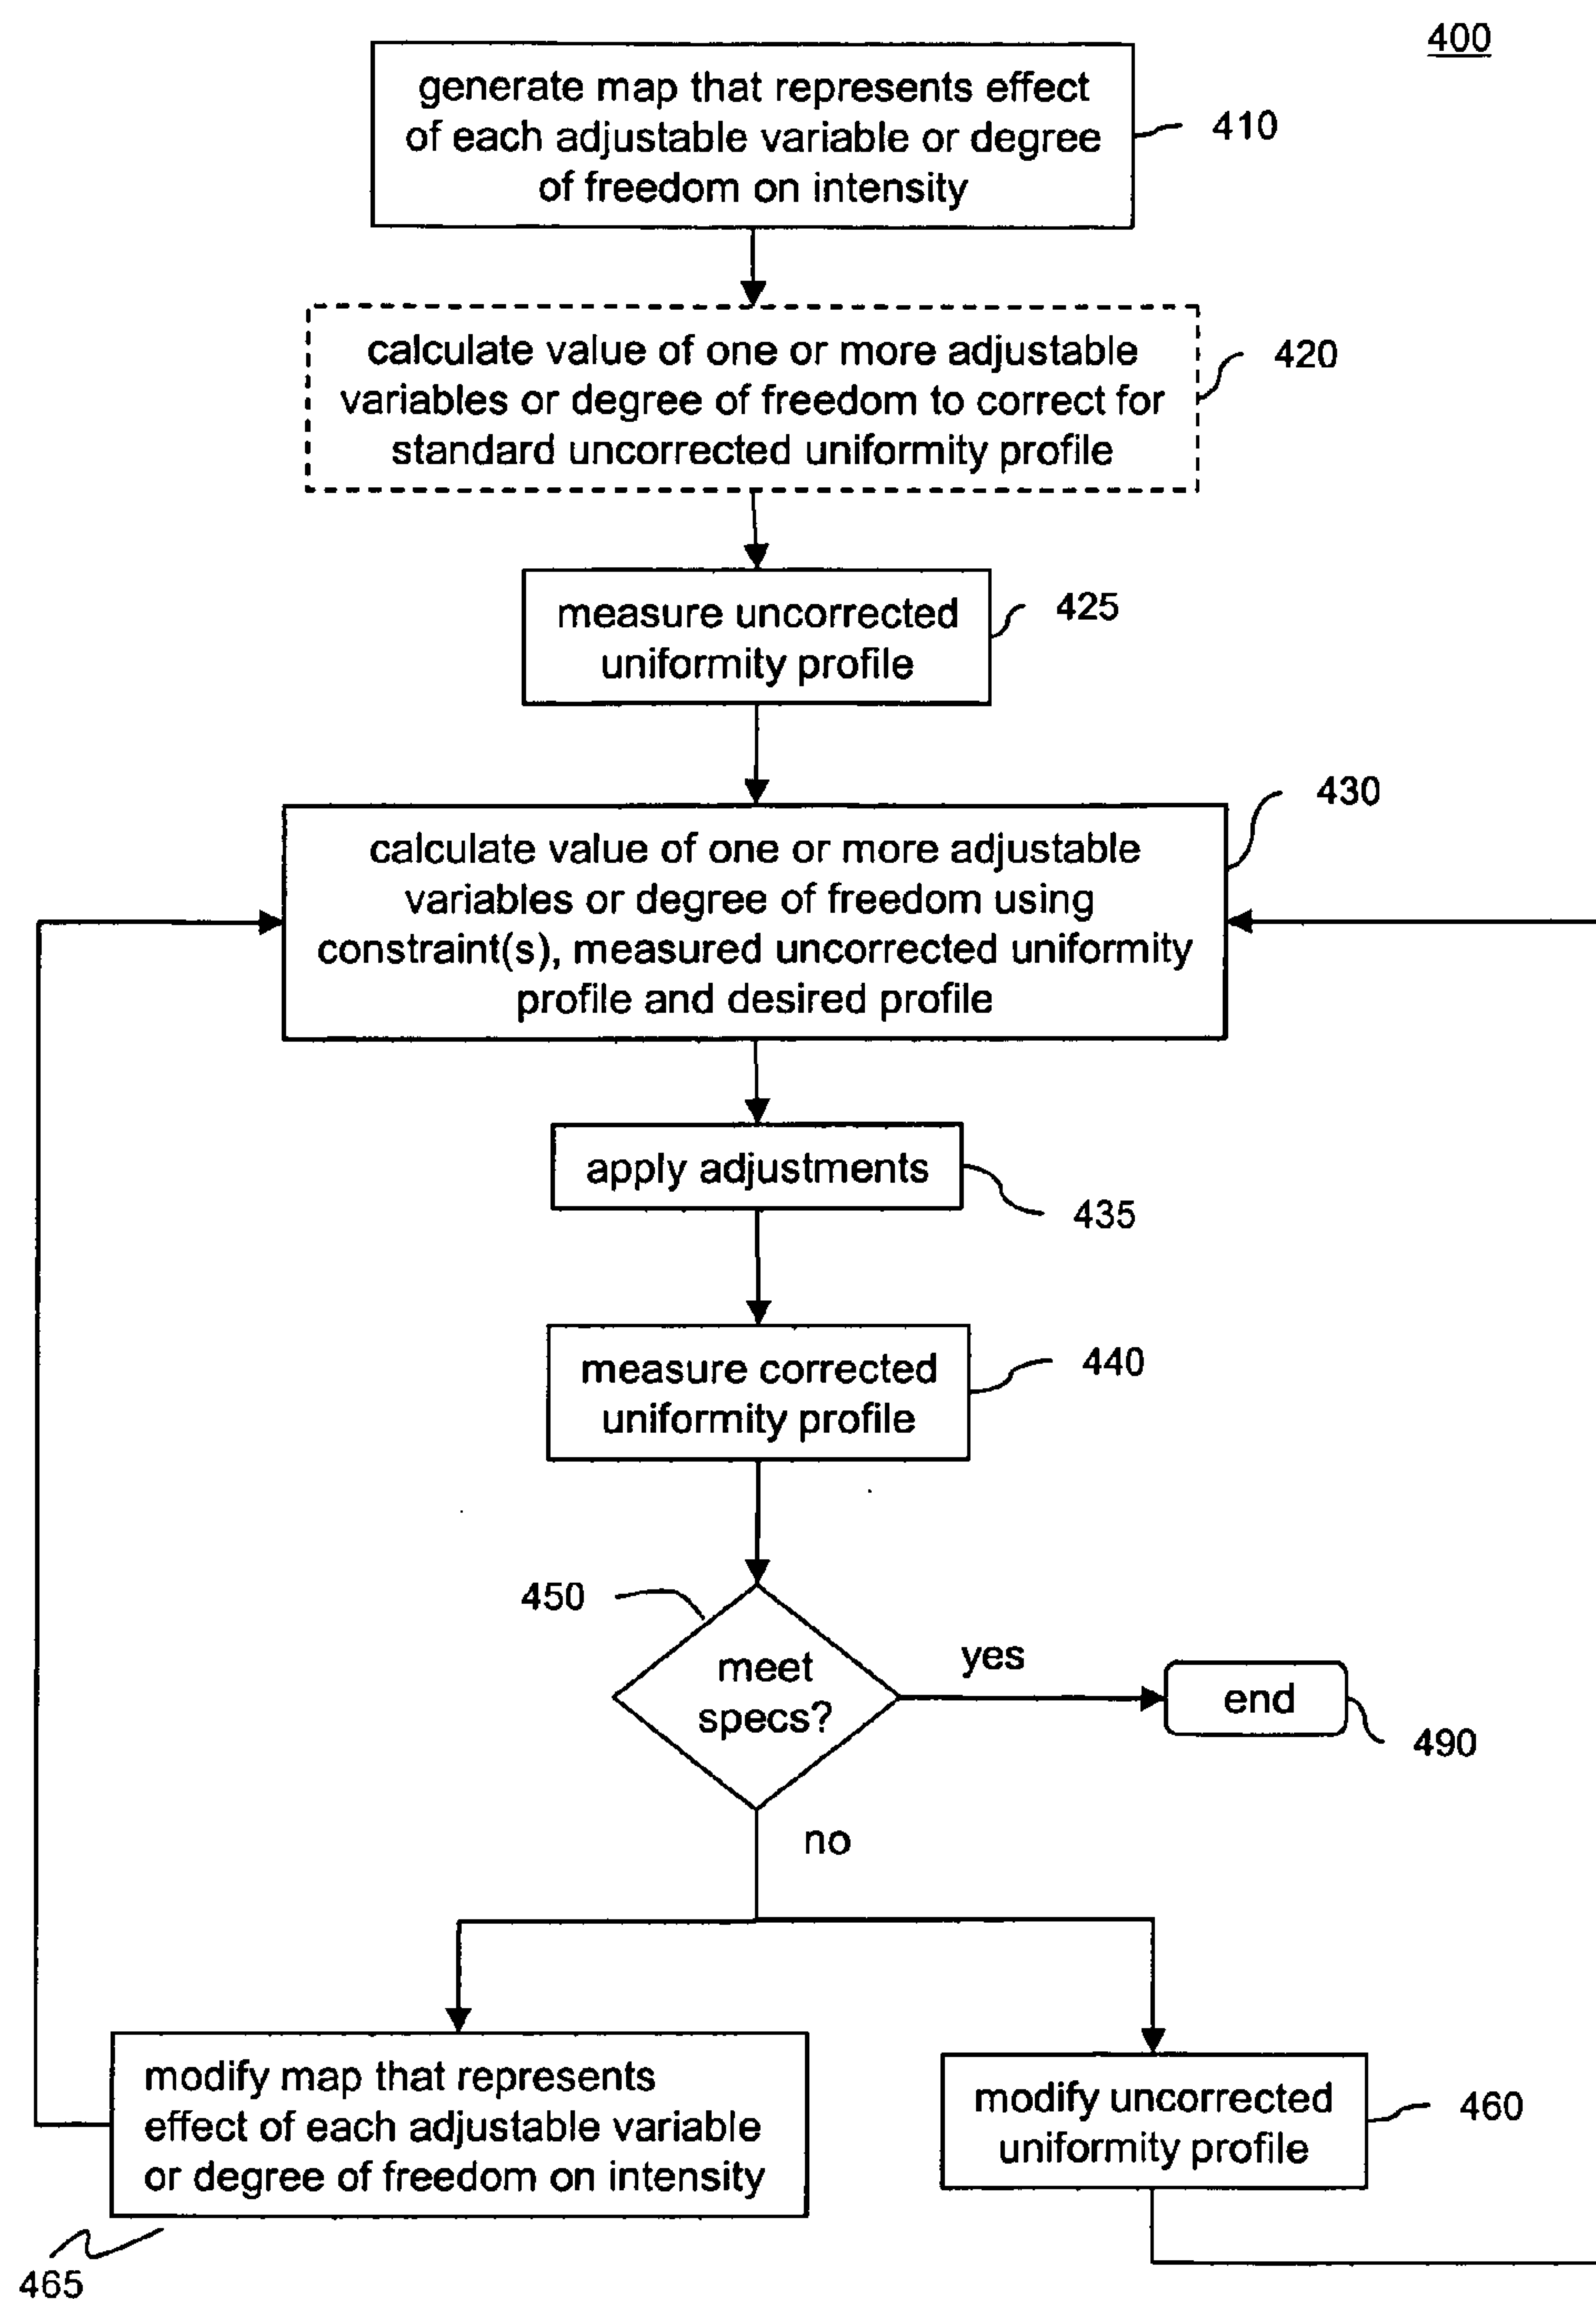 400
generate map that represents effect
of each adjustable variable or degree
of freedom on intensity
410
calculate value of one or more adjustable
variables or degree of freedom to correct for
standard uncorrected uniformity profile
420
measure uncorrected
uniformity profile
425
430
calculate value of one or more adjustable
variables or degree of freedom using
constraint(s), measured uncorrected uniformity
profile and desired profile
apply adjustments
435
measure corrected
uniformity profile
440
450
meet
specs?
yes
end
490
no
modify map that represents
effect of each adjustable variable
or degree of freedom on intensity
465
modify uncorrected
uniformity profile
460